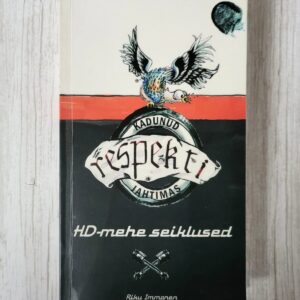 KADUNUD
respekti
JAHTIMAS
HD-mehe seiklused
Riku Immonen